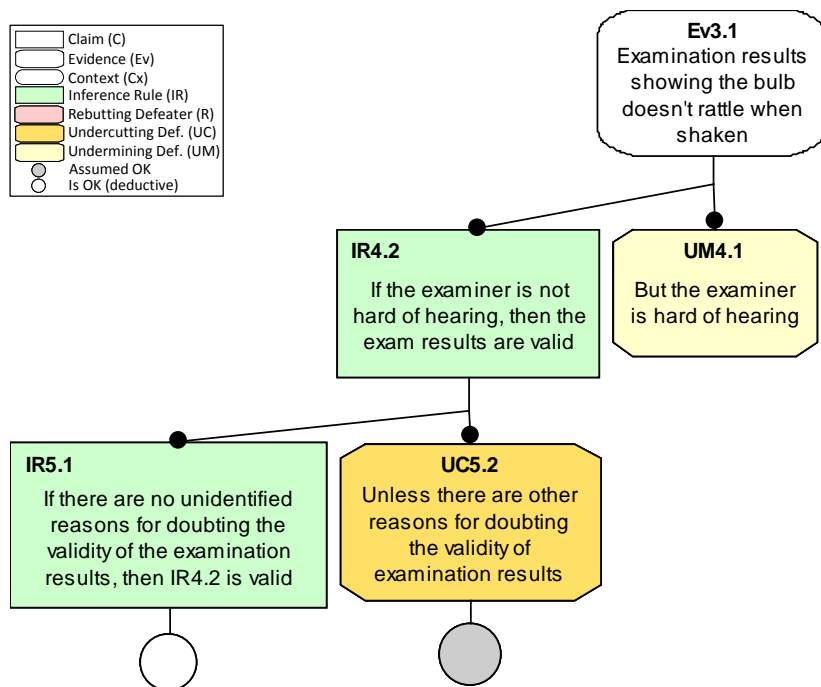 Claim (C)
Evidence (Ev)
Context (Cx)
Inference Rule (IR)
Rebutting Defeater (R)
Undercutting Def. (UC)
Undermining Def. (UM)
Assumed OK
Is OK (deductive)
Ev3.1
Examination results
showing the bulb
doesn't rattle when
shaken
IR4.2
If the examiner is not
hard of hearing, then the
exam results are valid
UM4.1
But the examiner
is hard of hearing
IR5.1
If there are no unidentified
reasons for doubting the
validity of the examination
results, then IR4.2 is valid
UC5.2
Unless there are other
reasons for doubting
the validity of
examination results